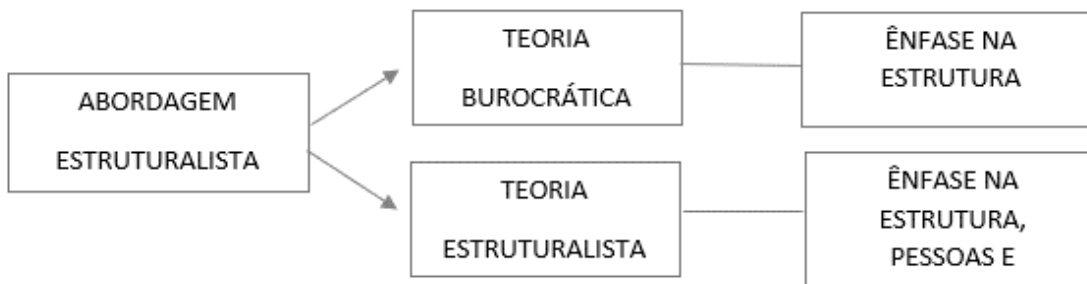 ABORDAGEM
ESTRUTURALISTA
TEORIA
BUROCRÁTICA
ÊNFASE NA
ESTRUTURA
TEORIA
ESTRUTURALISTA
ÊNFASE NA
ESTRUTURA,
PESSOAS E